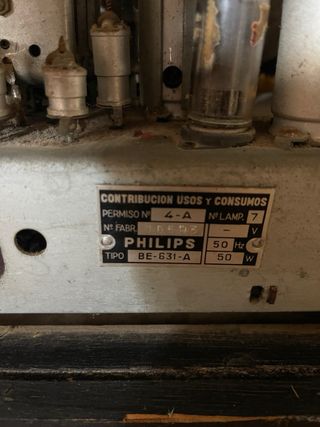 CONTRIBUCION USOS Y CONSUMOS
PERMISO Nº 4-A Nº LAMP. 7
Nº FABR. - V
PHILIPS 50 Hz
TIPO BE-631-A 50 W